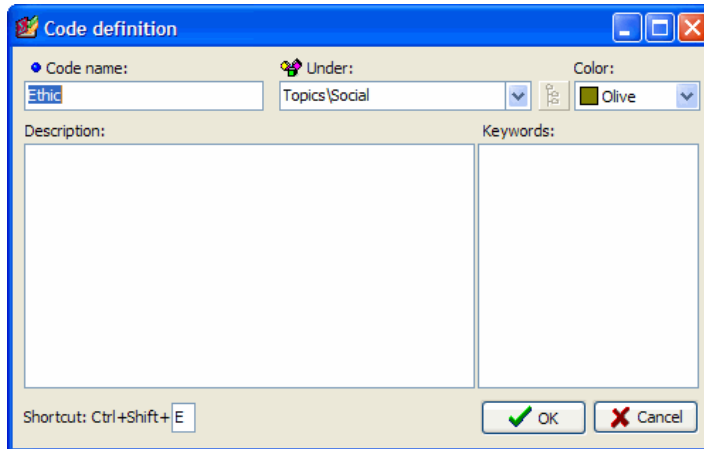 Code definition
Code name: Under: Color:
Ethic Topics\Social Olive
Description: Keywords:
Shortcut: Ctrl+Shift+ E OK Cancel